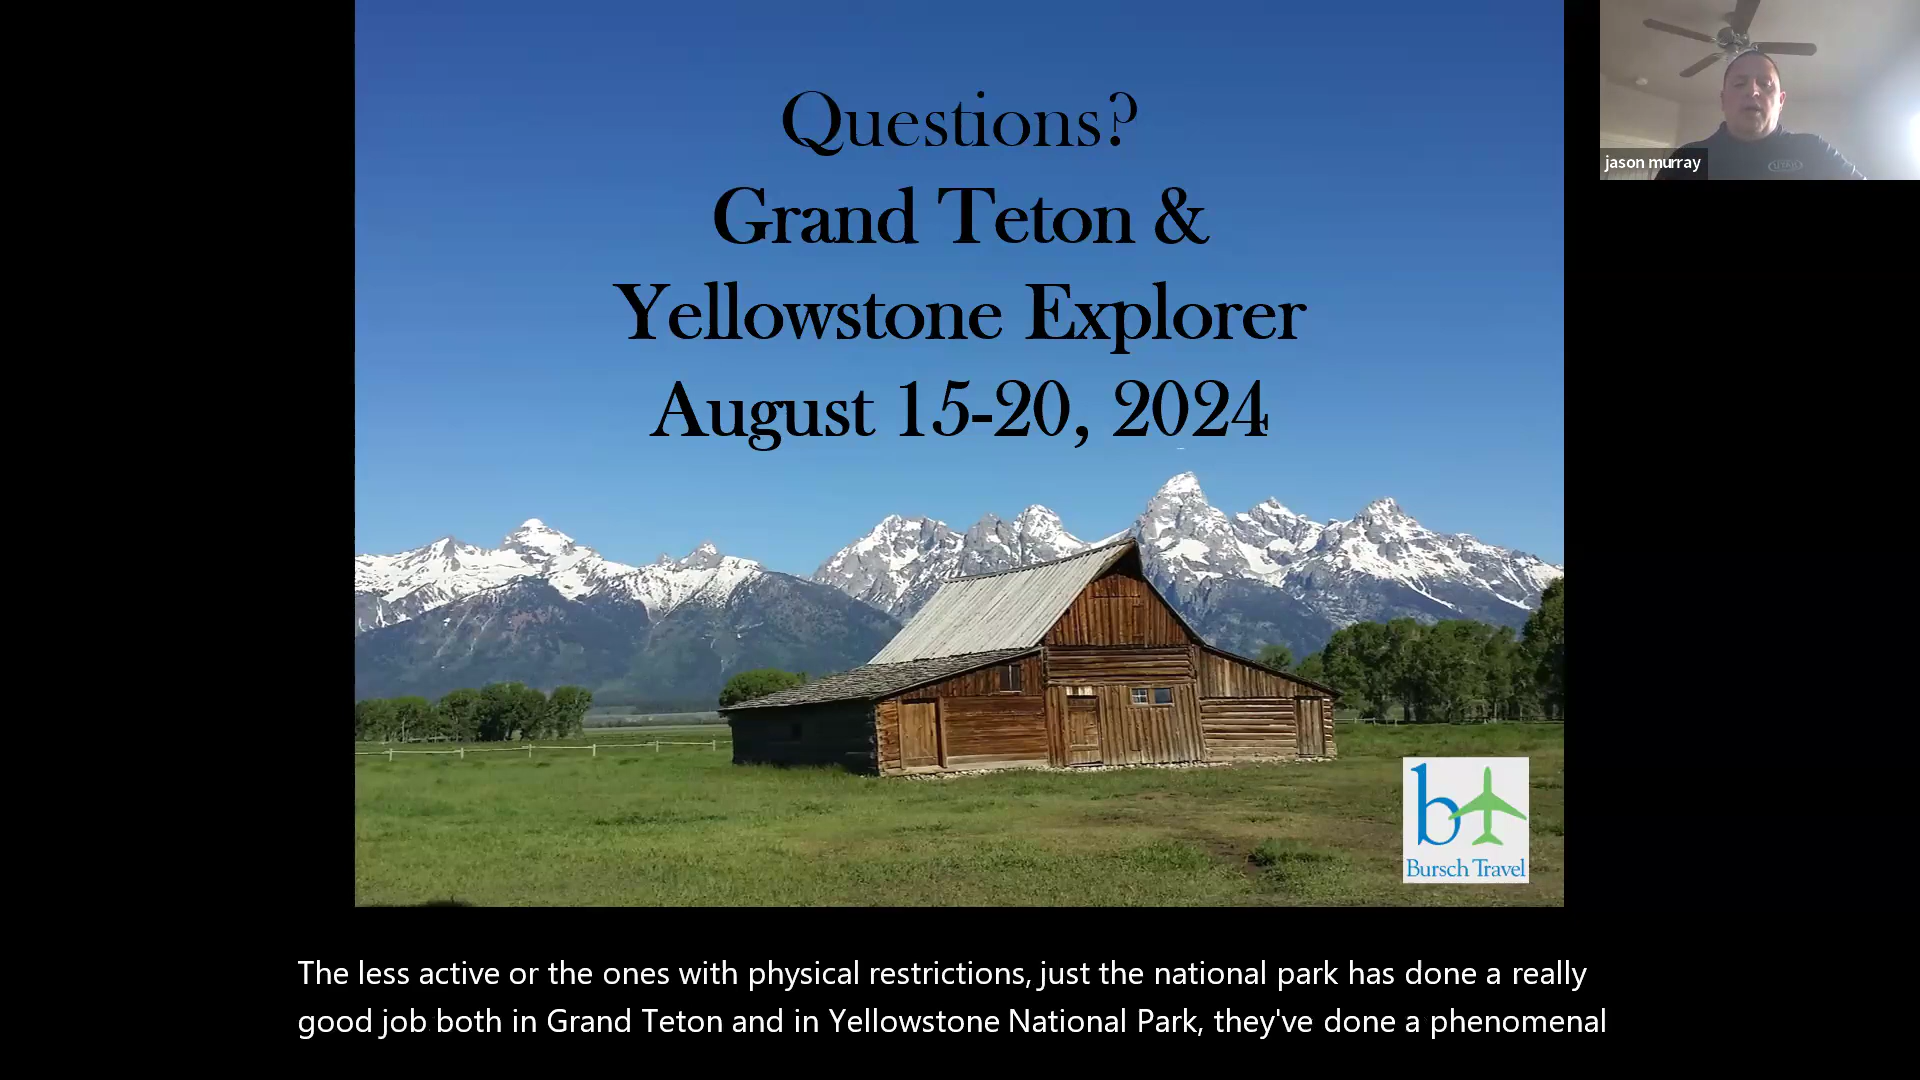 Questions?
Grand Teton &
Yellowstone Explorer
August 15-20, 2024
jason murray
b
Bursch Travel
The less active or the ones with physical restrictions, just the national park has done a really
good job both in Grand Teton and in Yellowstone National Park, they've done a phenomenal